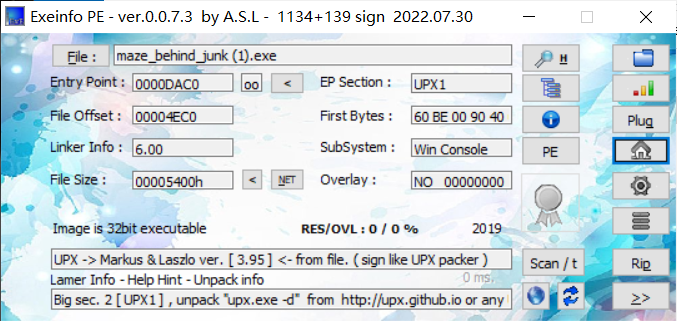 Exeinfo PE - ver.0.0.7.3  by A.S.L -  1134+139 sign  2022.07.30
File : maze_behind_junk (1).exe H
Entry Point : 0000DAC0 oo < EP Section : UPX1
File Offset : 00004EC0 First Bytes : 60 BE 00 90 40 Plug
Linker Info : 6.00 SubSystem : Win Console PE
File Size : 00005400h < NET Overlay : NO 00000000
Image is 32bit executable RES/OVL : 0 / 0 % 2019
UPX -> Markus & Laszlo ver. [ 3.95 ] <- from file. ( sign like UPX packer ) Scan / t Rip
Lamer Info - Help Hint - Unpack info 0 ms.
Big sec. 2 [ UPX1 ] , unpack "upx.exe -d" from http://upx.github.io or any >>